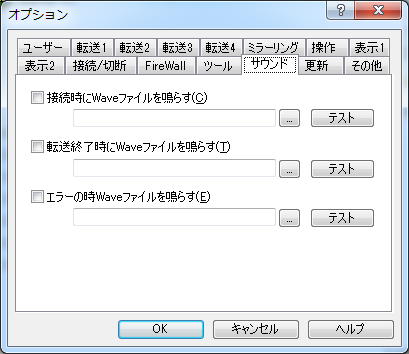 オプション
ユーザー 転送1 転送2 転送3 転送4 ミラーリング 操作 表示1
表示2 接続/切断 FireWall ツール サウンド 更新 その他
接続時にWaveファイルを鳴らす(C)
... テスト
転送終了時にWaveファイルを鳴らす(T)
... テスト
エラーの時Waveファイルを鳴らす(E)
... テスト
OK キャンセル ヘルプ